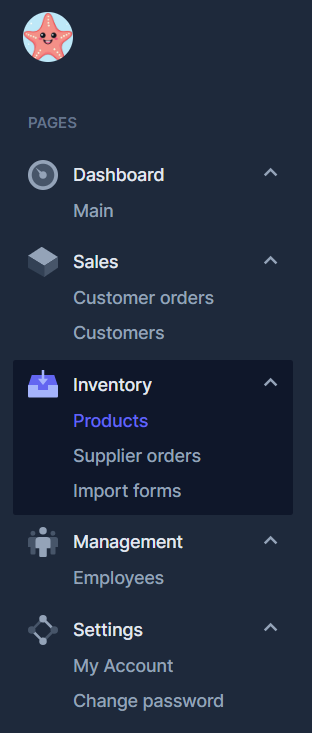 PAGES
Dashboard
Main
Sales
Customer orders
Customers
Inventory
Products
Supplier orders
Import forms
Management
Employees
Settings
My Account
Change password